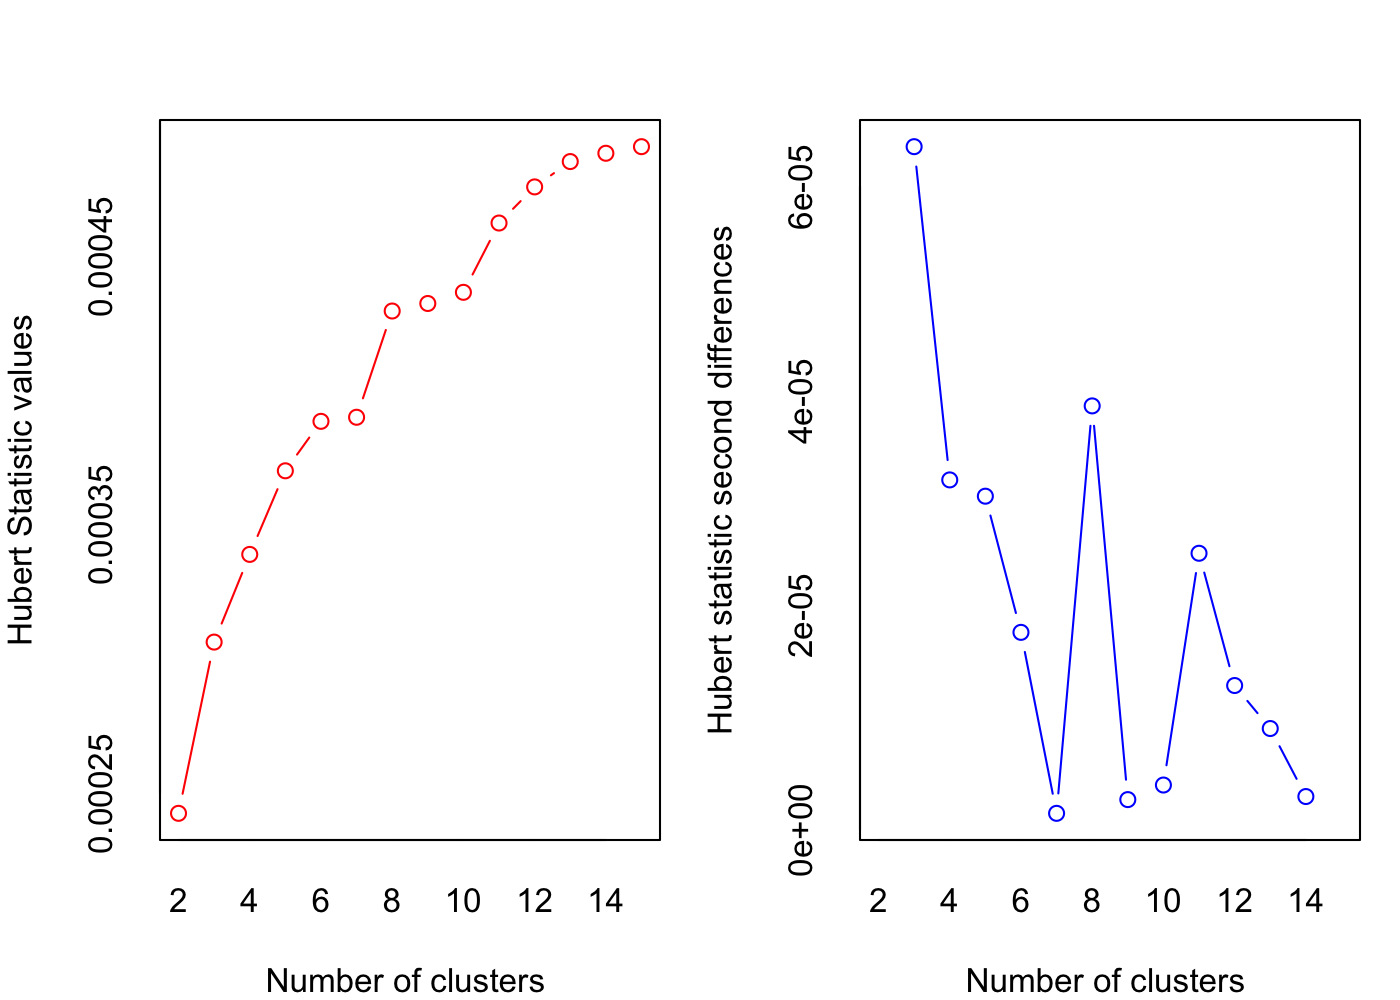 Hubert Statistic values
0.00025
0.00035
0.00045
2 4 6 8 10 12 14
Number of clusters
Hubert statistic second differences
0e+00
2e-05
4e-05
6e-05
2 4 6 8 10 12 14
Number of clusters